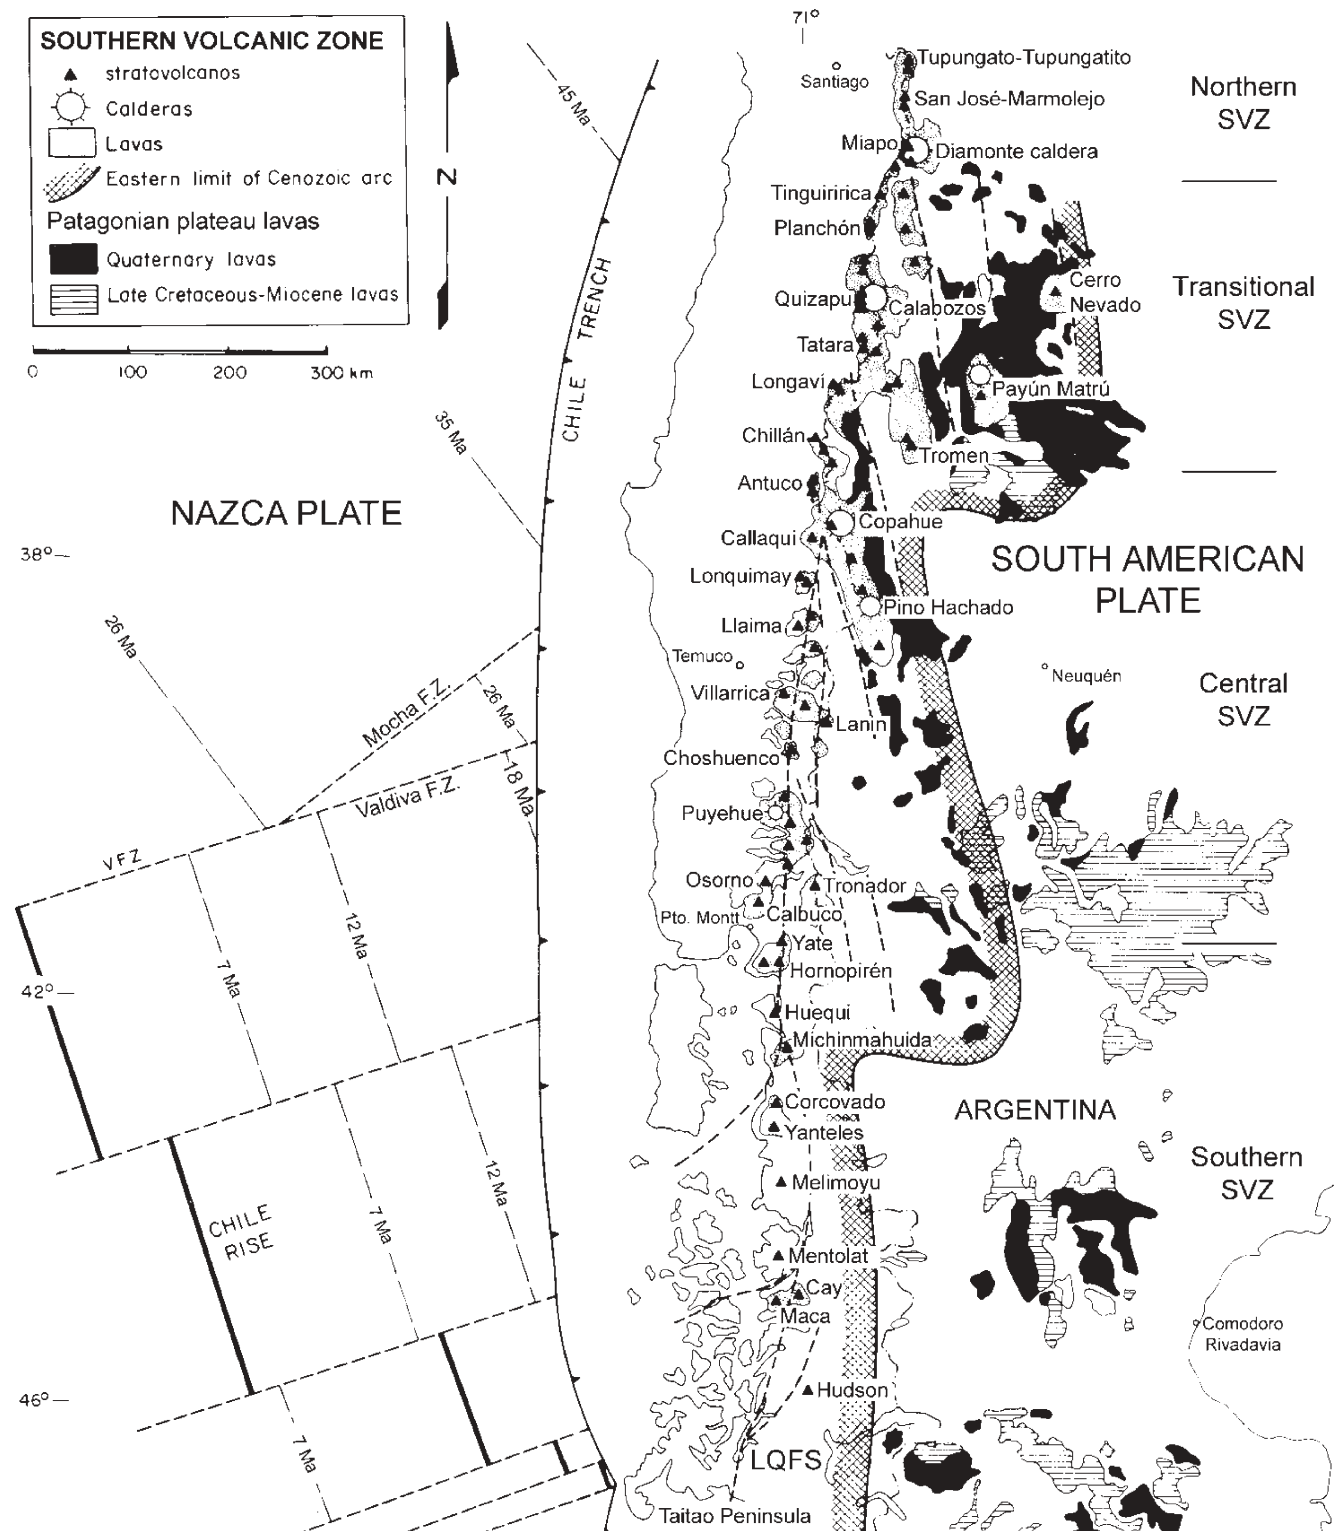 SOUTHERN VOLCANIC ZONE
stratovolcanos
Calderas
Lavas
Eastern limit of Cenozoic arc
Patagonian plateau lavas
Quaternary lavas
Late Cretaceous-Miocene lavas
0 100 200 300 km
N
71°
Santiago
Tupungato-Tupungatito
San José-Marmolejo
Miapo
Diamonte caldera
Tinguiririca
Planchón
Quizapu
Calabozos
Cerro
Nevado
Tatara
Longaví
Payún Matrú
Chillán
Tromen
Antuco
Copahue
Callaqui
Lonquimay
Pino Hachado
Llaima
Temuco
Neuquén
Villarrica
Lanin
Choshuenco
Puyehue
Osorno
Tronador
Pto. Montt
Calbuco
Yate
Hornopirén
Huequi
Michinmahuida
Corcovado
Yanteles
Melimoyu
Mentolat
Cay
Maca
Hudson
LQFS
Taitao Peninsula
Comodoro
Rivadavia
Northern
SVZ
Transitional
SVZ
Central
SVZ
Southern
SVZ
SOUTH AMERICAN
PLATE
ARGENTINA
NAZCA PLATE
CHILE TRENCH
45 Ma
35 Ma
38°
26 Ma
Mocha F.Z.
26 Ma
Valdiva F.Z.
18 Ma
VFZ
7 Ma
12 Ma
42°
CHILE
RISE
7 Ma
12 Ma
46°
7 Ma